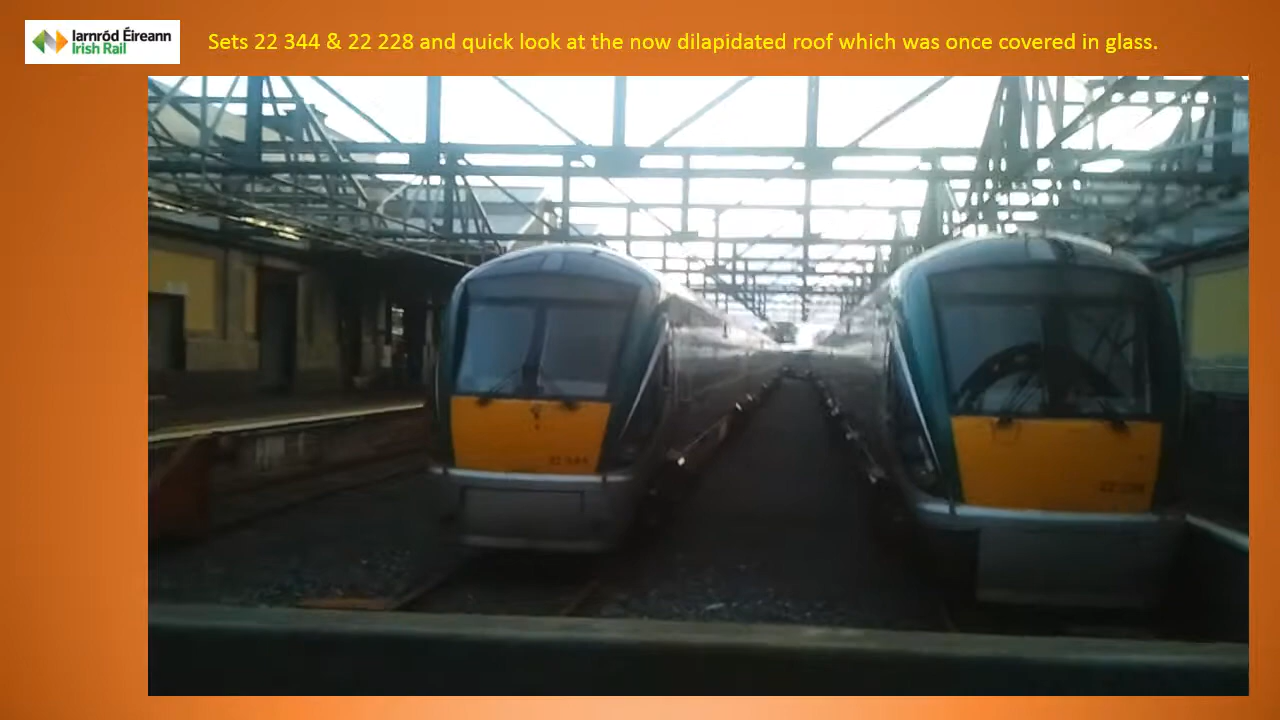 Iarnród Éireann
Irish Rail
Sets 22 344 & 22 228 and quick look at the now dilapidated roof which was once covered in glass.
22 344